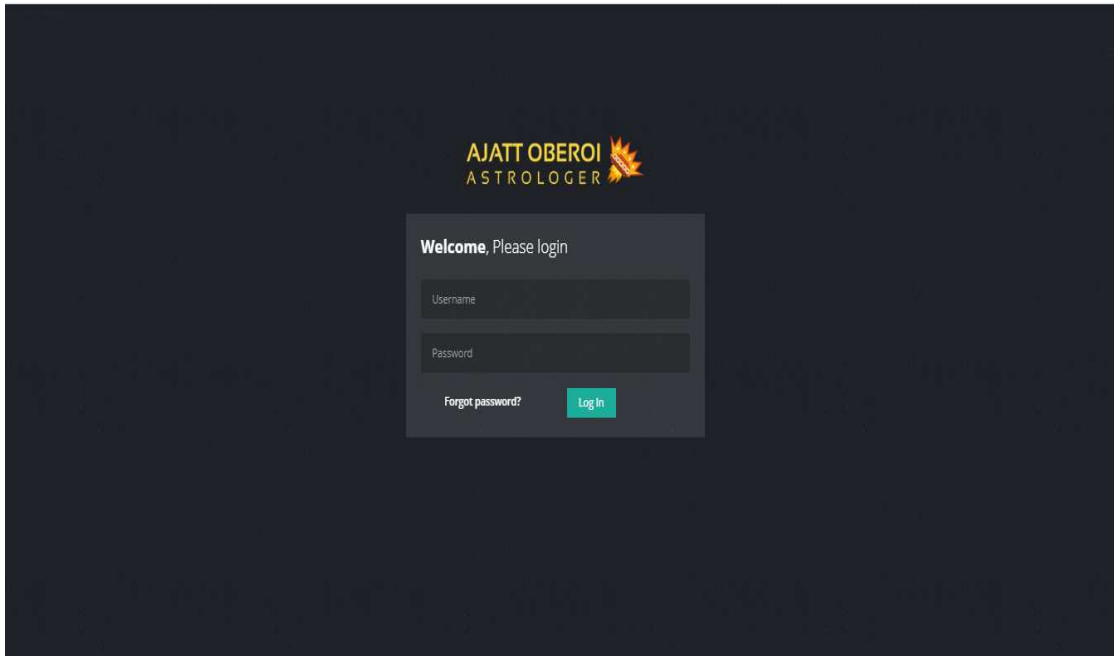 AJATT OBEROI
ASTROLOGER
Welcome, Please login
Username
Password
Forgot password? Log In